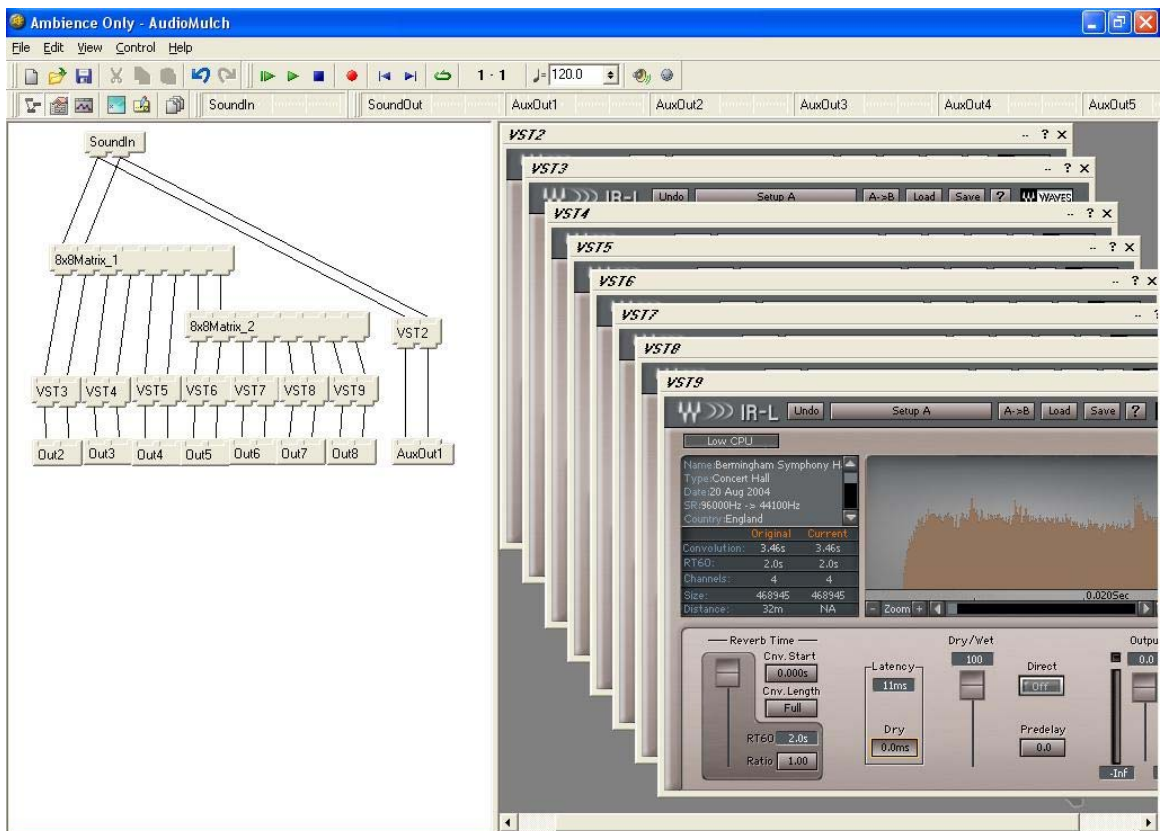 Ambience Only - AudioMulch
File Edit View Control Help
1 · 1 ♩= 120.0
SoundIn SoundOut AuxOut1 AuxOut2 AuxOut3 AuxOut4 AuxOut5
SoundIn
8x8Matrix_1
8x8Matrix_2
VST2
VST3 VST4 VST5 VST6 VST7 VST8 VST9
Out2 Out3 Out4 Out5 Out6 Out7 Out8 AuxOut1
VST2 ?
VST3 ?
IR-L Undo Setup A A->B Load Save ? WAVES
VST4 ?
VST5 ?
VST6 ?
VST7
VST8
VST9
IR-L Undo Setup A A->B Load Save ?
Low CPU
Name:Bermingham Symphony H
Type:Concert Hall
Date:20 Aug 2004
SR:96000Hz -> 44100Hz
Country:England
Original Current
Convolution: 3.46s 3.46s
RT60: 2.0s 2.0s
Channels: 4 4
Size: 468945 468945
Distance: 32m NA
0.020Sec
- Zoom +
Reverb Time
Cnv.Start
0.000s
Cnv.Length
Full
RT60 2.0s
Ratio 1.00
Latency
11ms
Dry
0.0ms
Dry/Wet
100
Direct
Off
Predelay
0.0
Outpu
0.0
-Inf